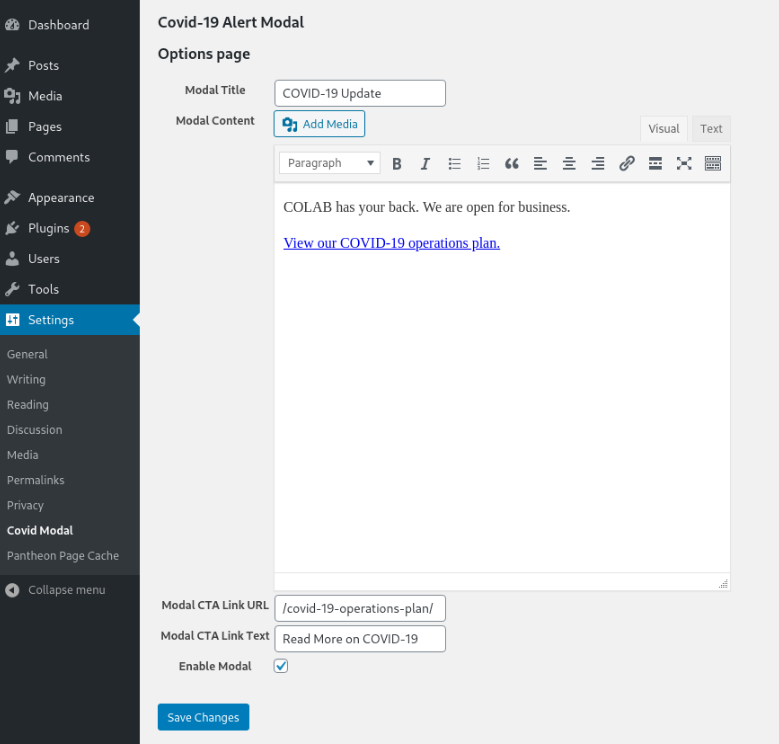 Dashboard
Posts
Media
Pages
Comments
Appearance
Plugins 2
Users
Tools
Settings
General
Writing
Reading
Discussion
Media
Permalinks
Privacy
Covid Modal
Pantheon Page Cache
Collapse menu
Covid-19 Alert Modal
Options page
Modal Title COVID-19 Update
Modal Content Add Media
Visual Text
Paragraph B I
COLAB has your back. We are open for business.
View our COVID-19 operations plan.
Modal CTA Link URL /covid-19-operations-plan/
Modal CTA Link Text Read More on COVID-19
Enable Modal
Save Changes